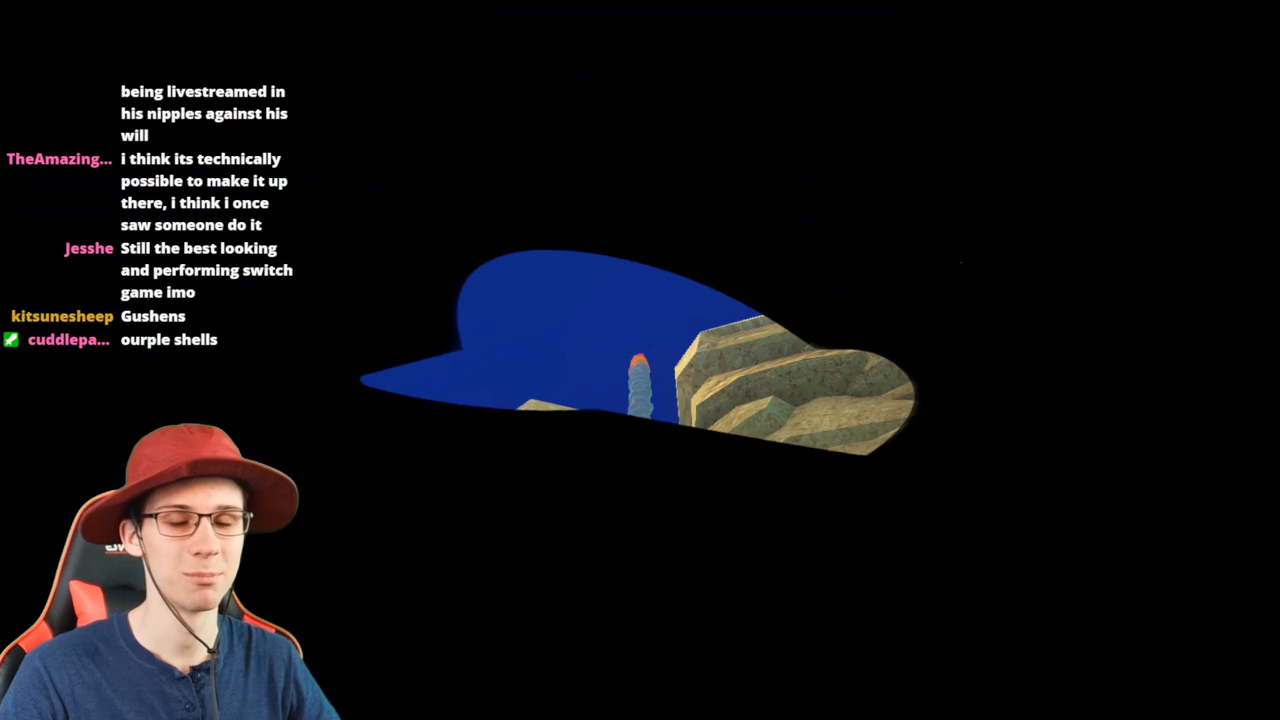 being livestreamed in
his nipples against his
will
TheAmazing... i think its technically
possible to make it up
there, i think i once
saw someone do it
Jesshe Still the best looking
and performing switch
game imo
kitsunesheep Gushens
cuddlepa... ourple shells